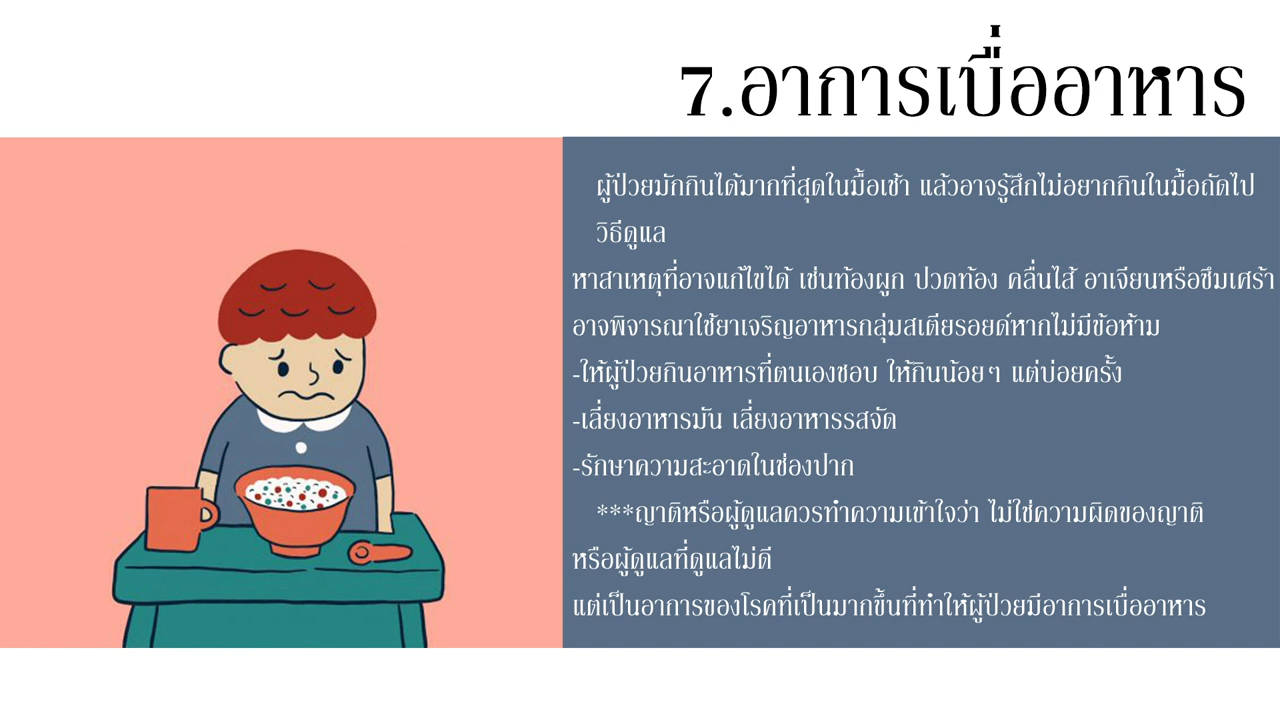 7.อาการเบื่ออาหาร
ผู้ป่วยมักกินได้มากที่สุดในมื้อเช้า แล้วอาจรู้สึกไม่อยากกินในมื้อถัดไป
วิธีดูแล
หาสาเหตุที่อาจแก้ไขได้ เช่นท้องผูก ปวดท้อง คลื่นไส้ อาเจียนหรือซึมเศร้า
อาจพิจารณาใช้ยาเจริญอาหารกลุ่มสเตียรอยด์หากไม่มีข้อห้าม
-ให้ผู้ป่วยกินอาหารที่ตนเองชอบ ให้กินน้อยๆ แต่บ่อยครั้ง
-เลี่ยงอาหารมัน เลี่ยงอาหารรสจัด
-รักษาความสะอาดในช่องปาก
***ญาติหรือผู้ดูแลควรทำความเข้าใจว่า ไม่ใช่ความผิดของญาติ
หรือผู้ดูแลที่ดูแลไม่ดี
แต่เป็นอาการของโรคที่เป็นมากขึ้นที่ทำให้ผู้ป่วยมีอาการเบื่ออาหาร